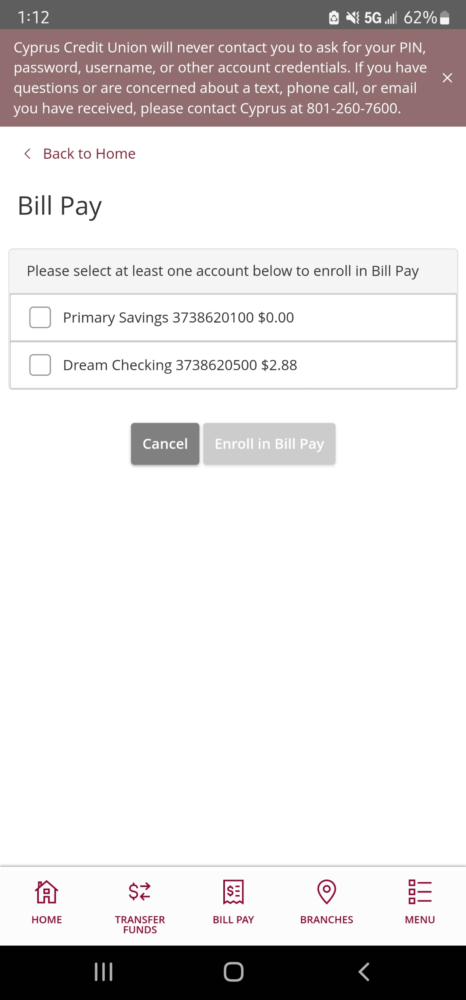 1:12
5G 62%
Cyprus Credit Union will never contact you to ask for your PIN,
password, username, or other account credentials. If you have
questions or are concerned about a text, phone call, or email
you have received, please contact Cyprus at 801-260-7600.
Back to Home
Bill Pay
Please select at least one account below to enroll in Bill Pay
Primary Savings 3738620100 $0.00
Dream Checking 3738620500 $2.88
Cancel
Enroll in Bill Pay
HOME
TRANSFER
FUNDS
BILL PAY
BRANCHES
MENU